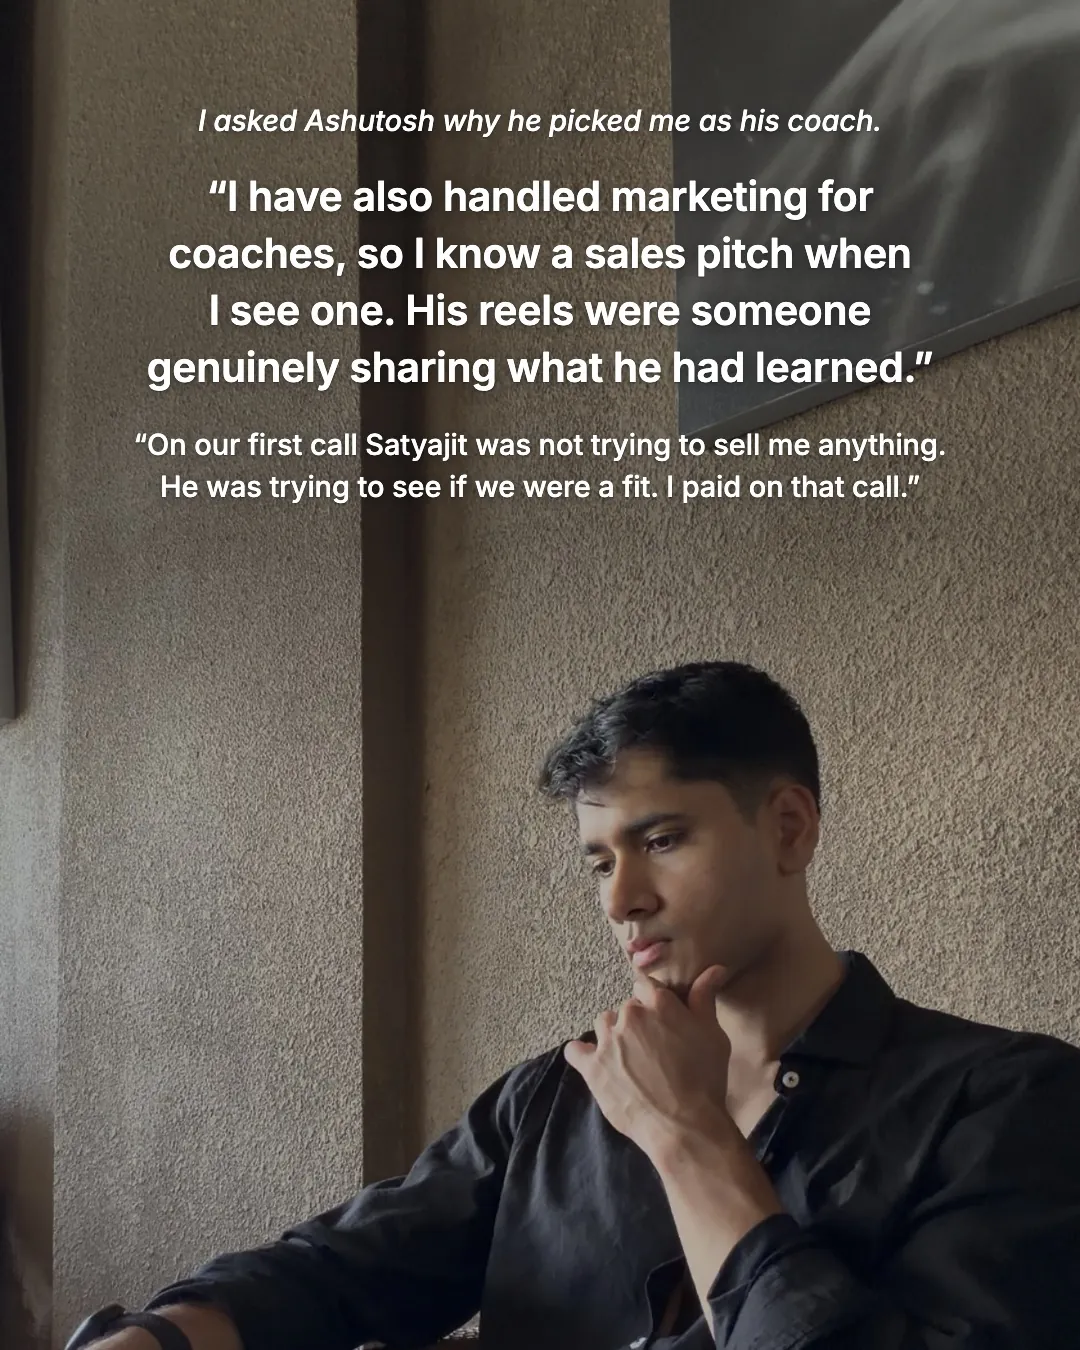 I asked Ashutosh why he picked me as his coach.
“I have also handled marketing for
coaches, so I know a sales pitch when
I see one. His reels were someone
genuinely sharing what he had learned.”
“On our first call Satyajit was not trying to sell me anything.
He was trying to see if we were a fit. I paid on that call.”